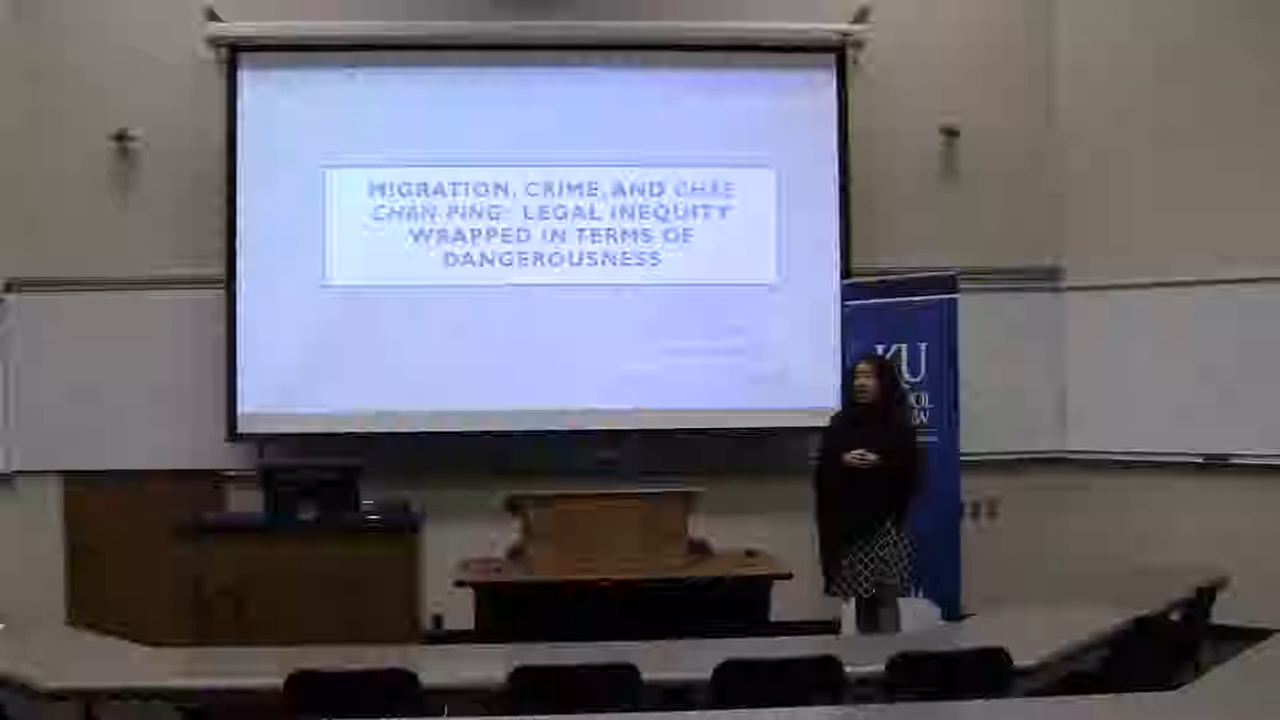 MIGRATION, CRIME, AND CHAE
CHAN PING: LEGAL INEQUITY
WRAPPED IN TERMS OF
DANGEROUSNESS
KU